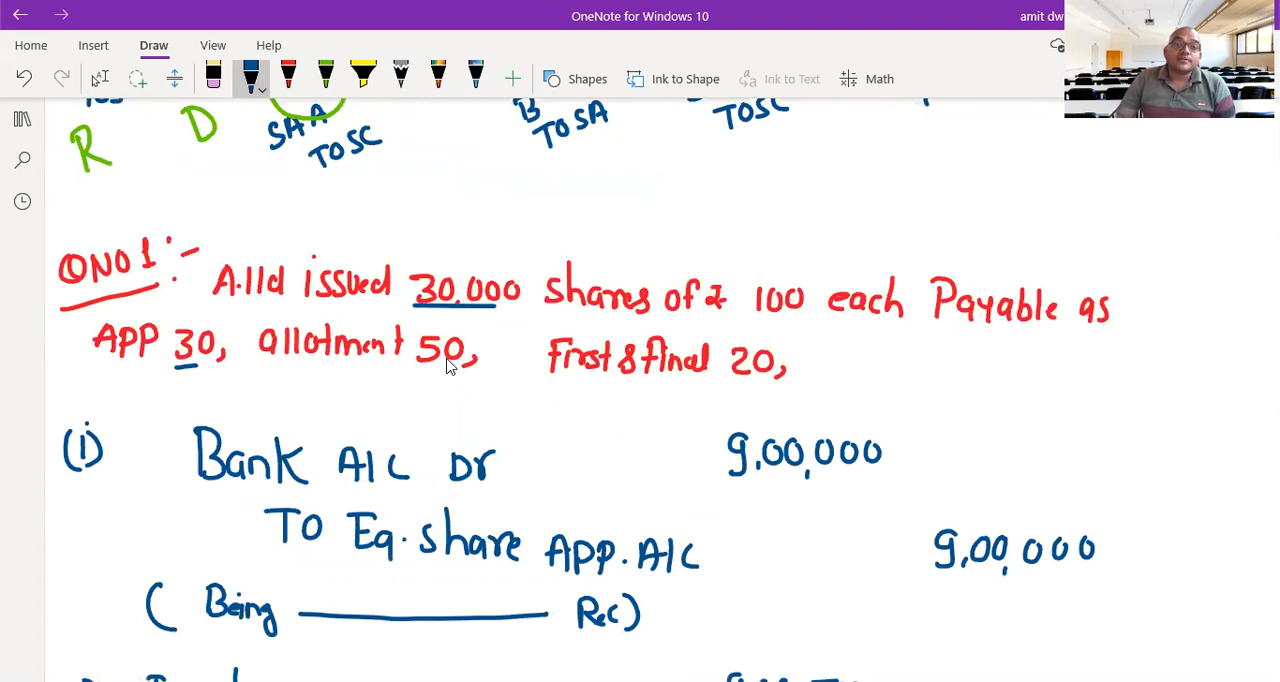 OneNote for Windows 10
amit dw
Home Insert Draw View Help
Shapes Ink to Shape Ink to Text Math
R D SAA TOSC
B TOSA
TOSC
QNO1:- A.lld issued 30,000 shares of ₹ 100 each Payable as
APP 30, allotment 50, First & final 20,
(i) Bank A/C Dr 9,00,000
TO Eq. share APP. A/C 9,00,000
( Being Rec)